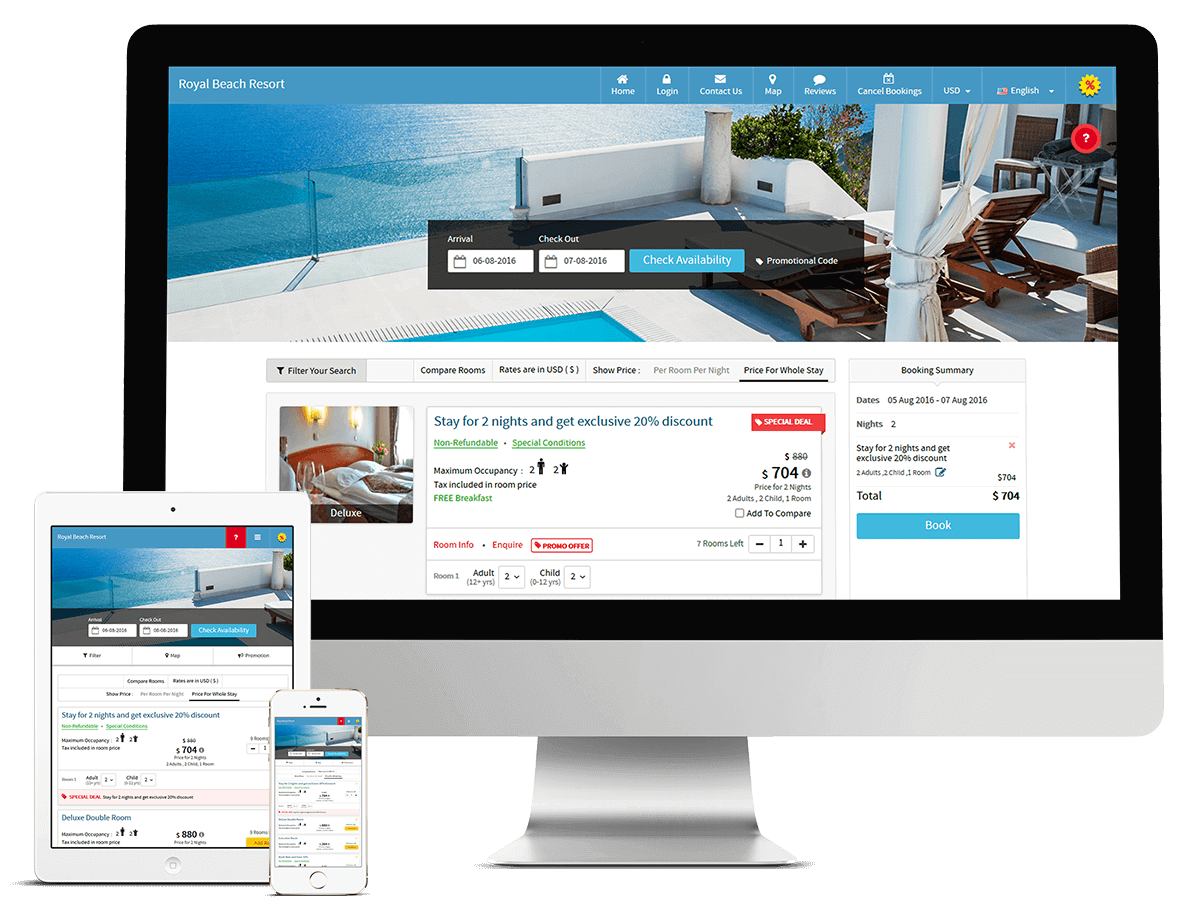 Royal Beach Resort
Home
Login
Contact Us
Map
Reviews
Cancel Bookings
USD
English
%
?
Arrival
Check Out
06-08-2016
07-08-2016
Check Availability
Promotional Code
Filter Your Search
Compare Rooms
Rates are in USD ( $ )
Show Price :
Per Room Per Night
Price For Whole Stay
Deluxe
Stay for 2 nights and get exclusive 20% discount
SPECIAL DEAL
Non-Refundable • Special Conditions
Maximum Occupancy : 2 2
Tax included in room price
FREE Breakfast
$ 880
$ 704
Price for 2 Nights
2 Adults , 2 Child, 1 Room
Add To Compare
Room Info • Enquire
PROMO OFFER
7 Rooms Left
− 1 +
Room 1
Adult
(12+ yrs)
2
Child
(0-12 yrs)
2
Booking Summary
Dates 05 Aug 2016 - 07 Aug 2016
Nights 2
Stay for 2 nights and get
exclusive 20% discount
2 Adults ,2 Child ,1 Room
$704
Total $ 704
Book
Royal Beach Resort
?
%
Arrival
Check Out
06-08-2016
08-08-2016
Check Availability
Filter
Map
Promotion
Compare Rooms
Rates are in USD ( $ )
Show Price :
Per Room Per Night
Price For Whole Stay
Stay for 2 nights and get exclusive 20% discount
Non-Refundable • Special Conditions
Maximum Occupancy : 2 2
Tax included in room price
$ 880
$ 704
Price for 2 Nights
2 Adults , 2 Child, 1 Room
9 Rooms
− 1
Room 1
Adult
(12+ yrs)
2
Child
(0-12 yrs)
2
SPECIAL DEAL Stay for 2 nights and get exclusive 20% discount
Deluxe Double Room
Maximum Occupancy : 2 2
Tax included in room price
$ 880
Price for 2 Nights
9 Rooms
Add R